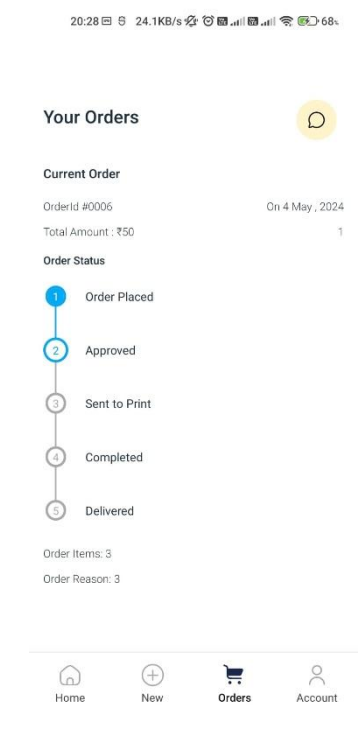 20:28 24.1KB/s 68%
Your Orders
Current Order
OrderId #0006 On 4 May , 2024
Total Amount : ₹50 1
Order Status
1 Order Placed
2 Approved
3 Sent to Print
4 Completed
5 Delivered
Order Items: 3
Order Reason: 3
Home New Orders Account